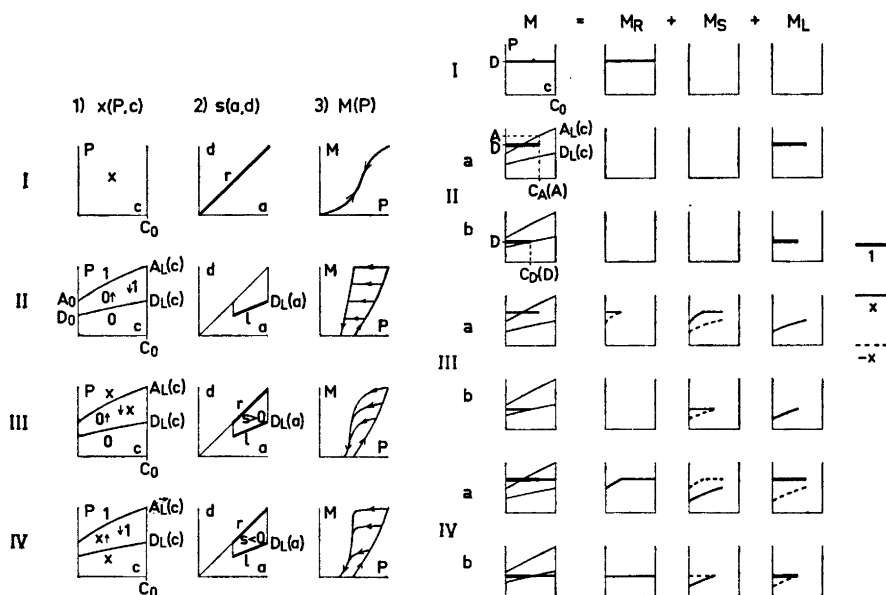 1) x(P,c) 2) s(a,d) 3) M(P)
I
P
x
c
C₀
d
r
a
M
P
II
P 1 A_L(c)
A₀ 0↑ ↓1
D₀ 0 D_L(c)
c
C₀
d
D_L(a)
l a
M
P
III
P x A_L(c)
0↑ ↓x
0 D_L(c)
c
C₀
d
r
s>0
D_L(a)
l a
M
P
IV
P 1
x↑ ↓1
x D_L(c)
c
C₀
d
r
s<0
D_L(a)
l a
M
P
M = M_R + M_S + M_L
I
P
D
c
C₀
a
A A_L(c)
D D_L(c)
C_A(A)
II
b
D
C_D(D)
a
III
b
a
IV
b
1
x
-x